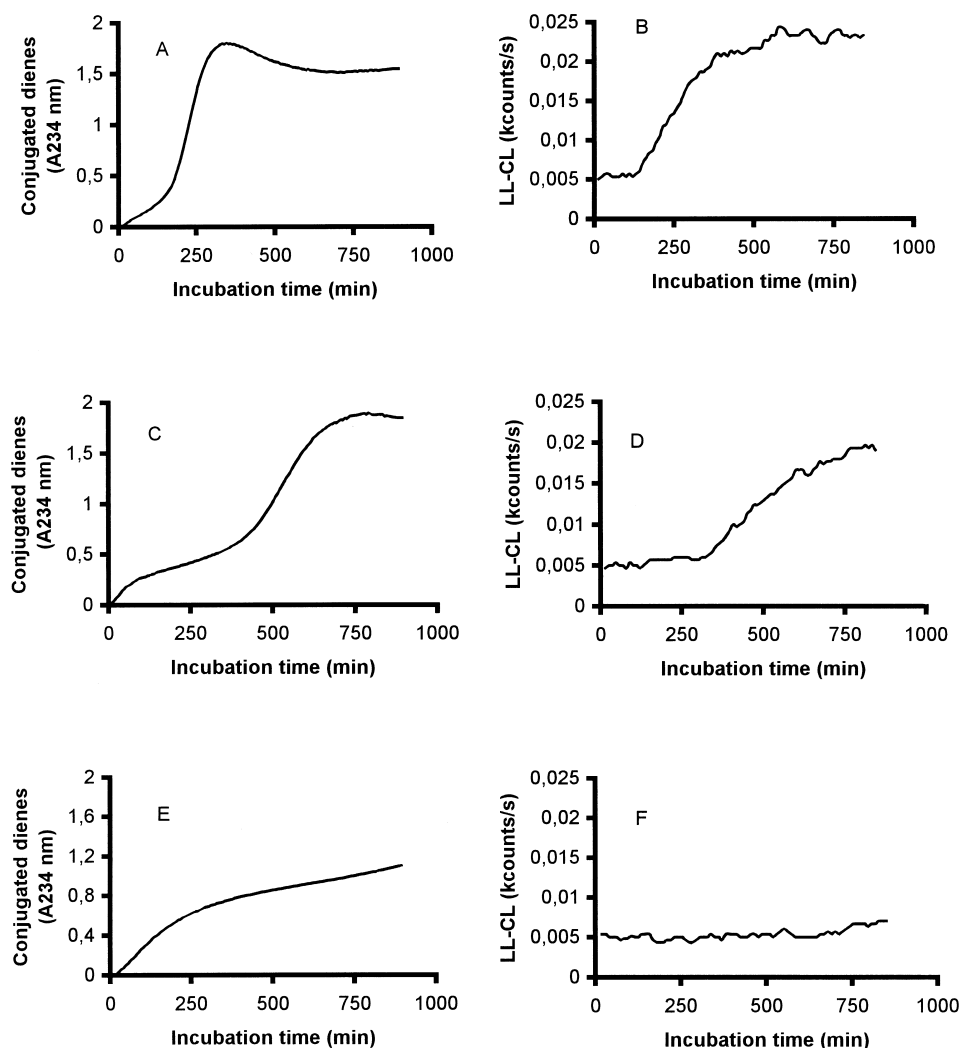 A
Conjugated dienes
(A234 nm)
2
1,5
1
0,5
0
0 250 500 750 1000
Incubation time (min)
B
LL-CL (kcounts/s)
0,025
0,02
0,015
0,01
0,005
0
0 250 500 750 1000
Incubation time (min)
C
Conjugated dienes
(A234 nm)
2
1,5
1
0,5
0
0 250 500 750 1000
Incubation time (min)
D
LL-CL (kcounts/s)
0,025
0,02
0,015
0,01
0,005
0
0 250 500 750 1000
Incubation time (min)
E
Conjugated dienes
(A234 nm)
2
1,6
1,2
0,8
0,4
0
0 250 500 750 1000
Incubation time (min)
F
LL-CL (kcounts/s)
0,025
0,02
0,015
0,01
0,005
0
0 250 500 750 1000
Incubation time (min)